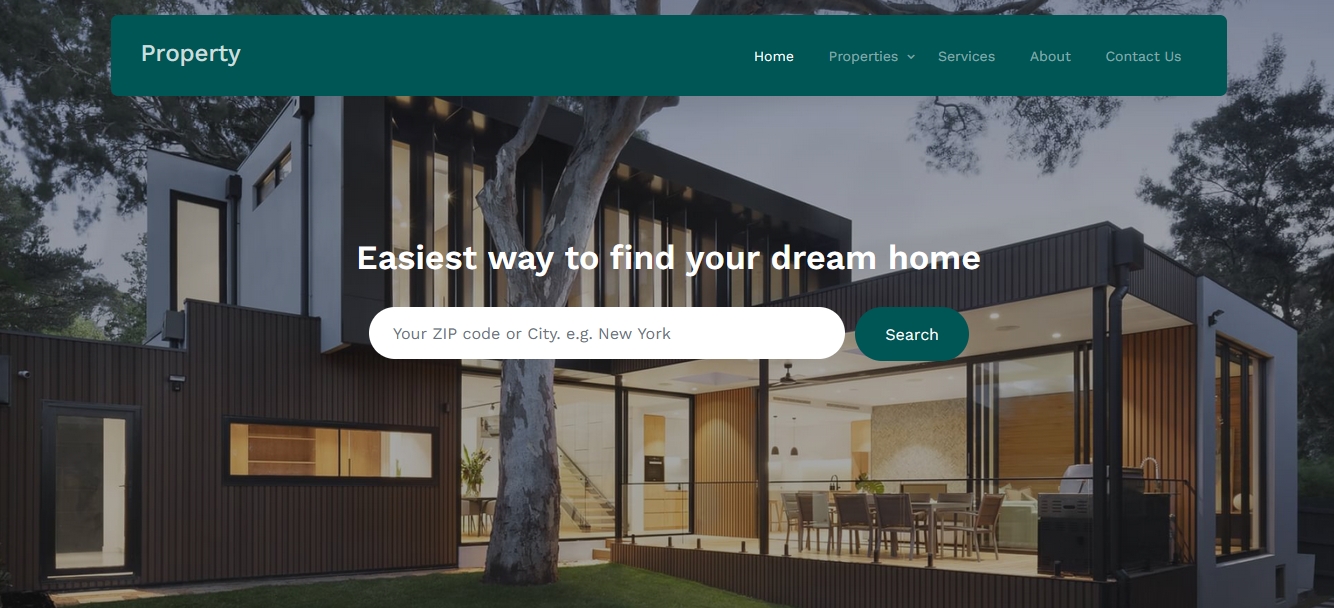 Property
Home Properties Services About Contact Us
Easiest way to find your dream home
Your ZIP code or City. e.g. New York
Search